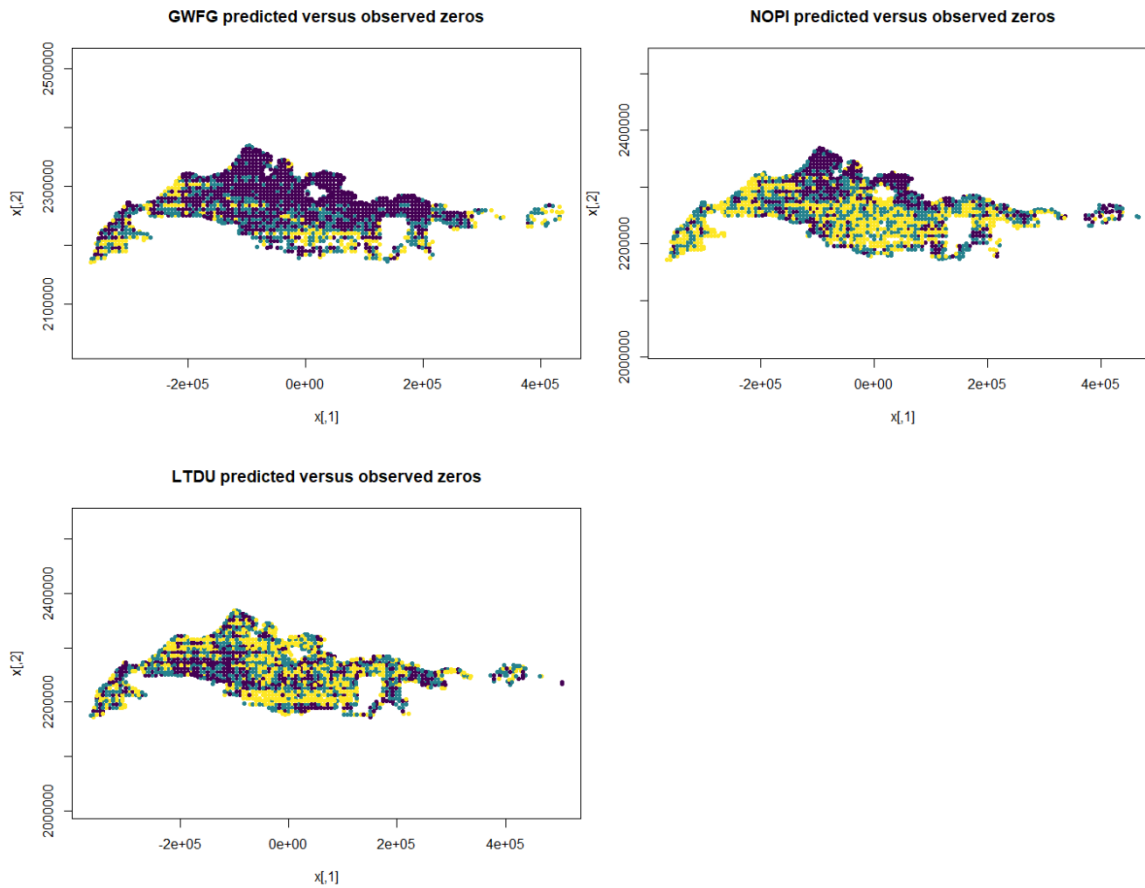 GWFG predicted versus observed zeros
2500000
2300000
2100000
x[,2]
-2e+05 0e+00 2e+05 4e+05
x[,1]
NOPI predicted versus observed zeros
2400000
2200000
2000000
x[,2]
-2e+05 0e+00 2e+05 4e+05
x[,1]
LTDU predicted versus observed zeros
2400000
2200000
2000000
x[,2]
-2e+05 0e+00 2e+05 4e+05
x[,1]